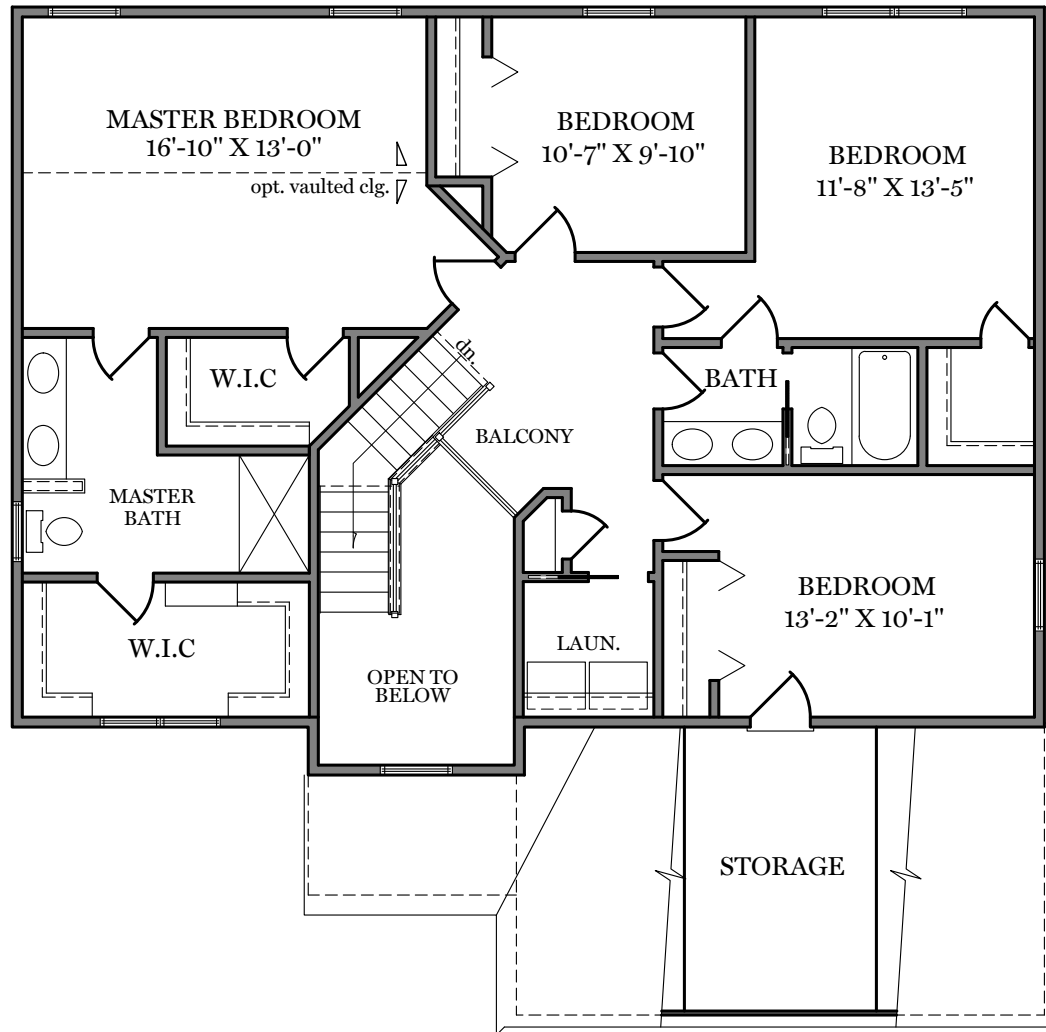 MASTER BEDROOM
16'-10" X 13'-0"
opt. vaulted clg.
BEDROOM
10'-7" X 9'-10"
BEDROOM
11'-8" X 13'-5"
W.I.C
dn.
BATH
BALCONY
MASTER
BATH
BEDROOM
13'-2" X 10'-1"
W.I.C
LAUN.
OPEN TO
BELOW
STORAGE